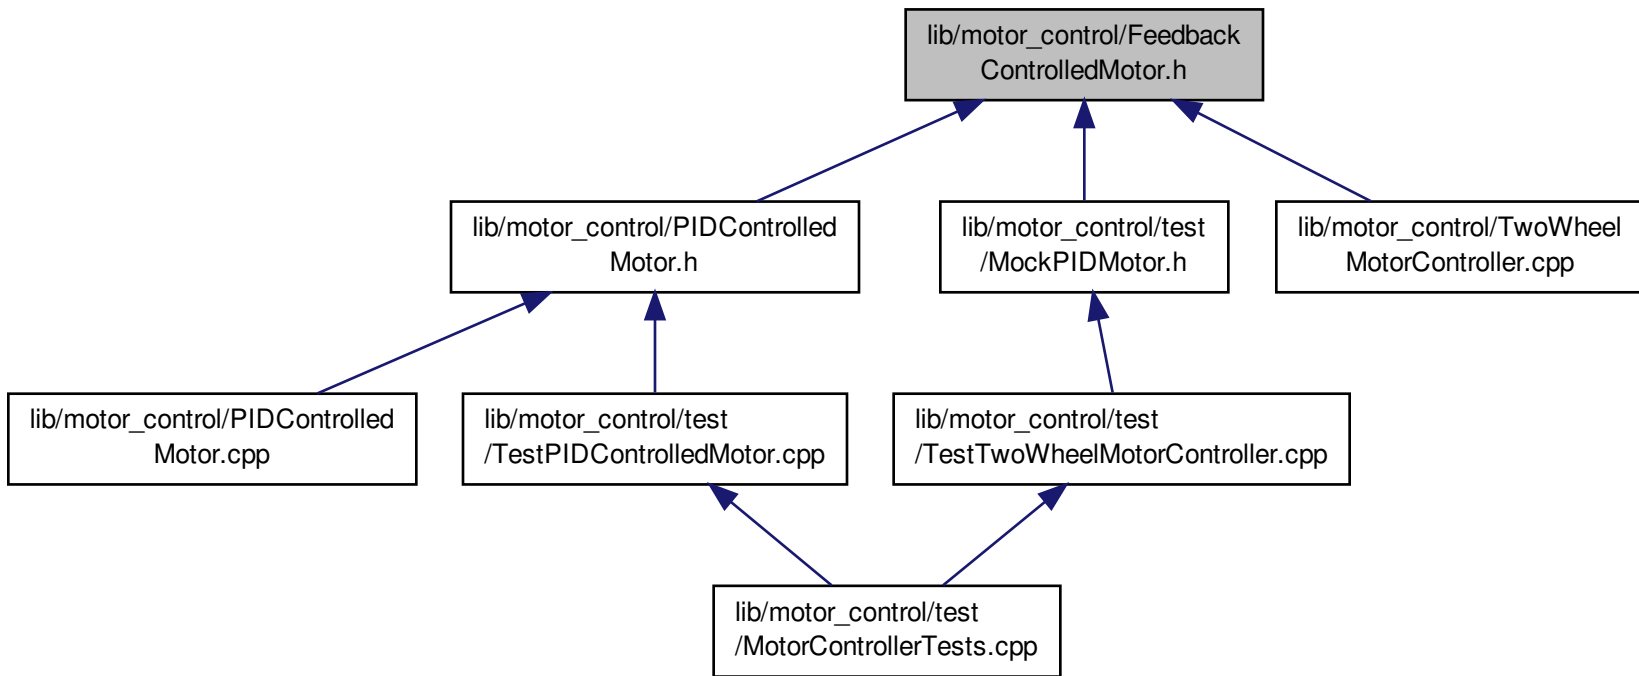 lib/motor_control/Feedback
ControlledMotor.h
lib/motor_control/PIDControlled
Motor.h
lib/motor_control/test
/MockPIDMotor.h
lib/motor_control/TwoWheel
MotorController.cpp
lib/motor_control/PIDControlled
Motor.cpp
lib/motor_control/test
/TestPIDControlledMotor.cpp
lib/motor_control/test
/TestTwoWheelMotorController.cpp
lib/motor_control/test
/MotorControllerTests.cpp